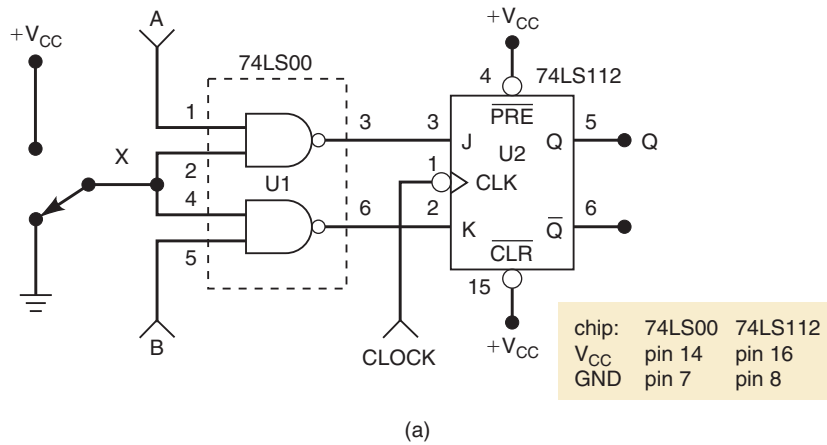 A
+VCC
+VCC
74LS00
4
74LS112
PRE
1
3
3
J
Q
5
Q
X
U2
2
1
CLK
4
U1
6
2
K
Q̅
6
5
CLR
15
B
CLOCK
+VCC
chip: 74LS00 74LS112
VCC pin 14 pin 16
GND pin 7 pin 8
(a)